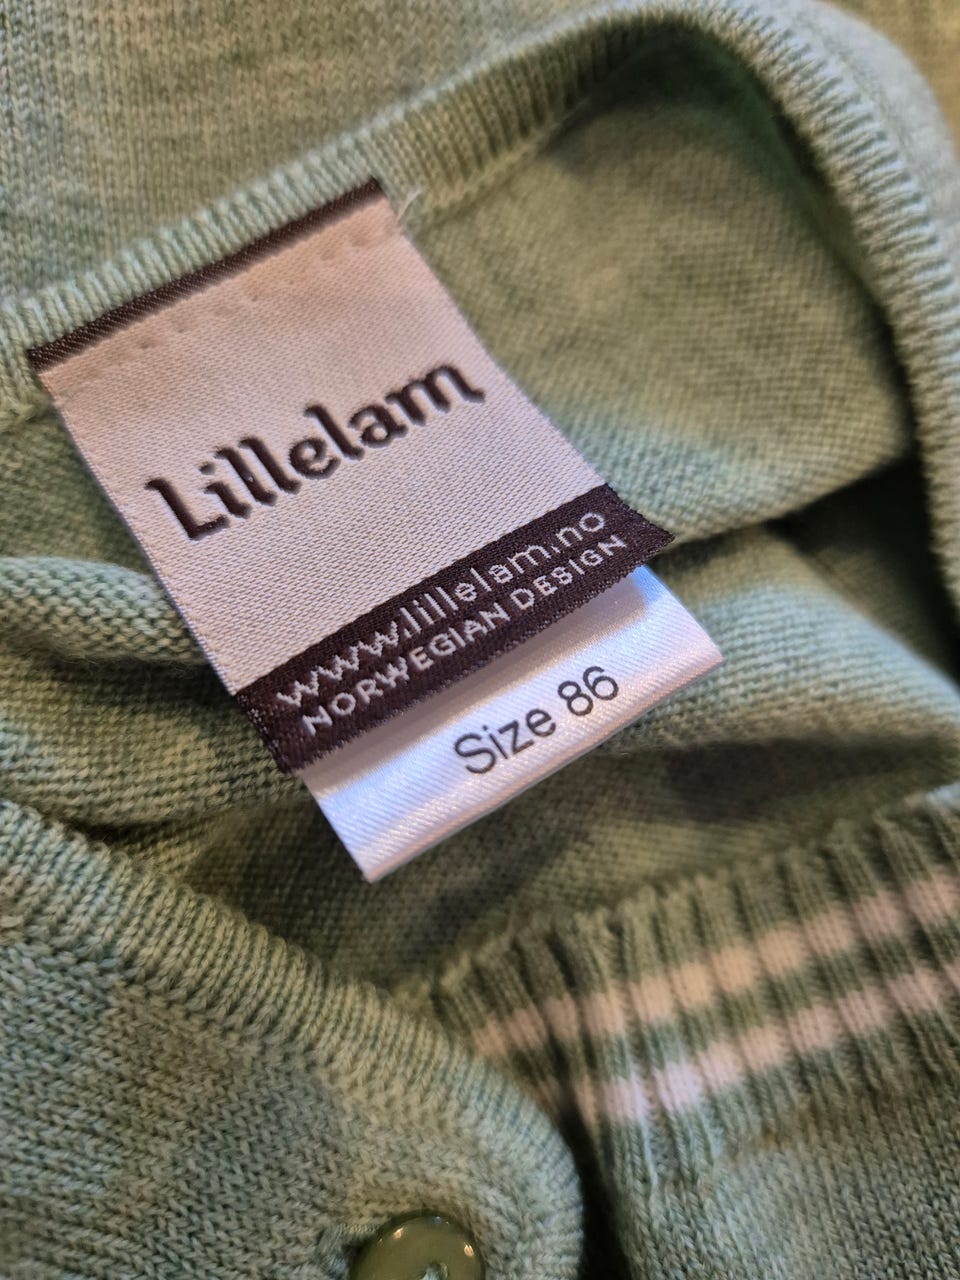 Lillelam
www.lillelam.no
NORWEGIAN DESIGN
Size 86